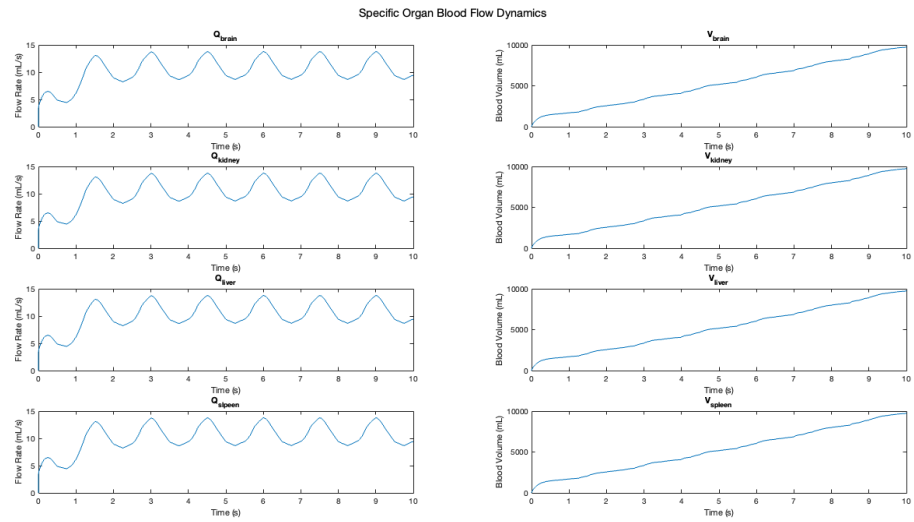 Specific Organ Blood Flow Dynamics
Q_brain
Flow Rate (mL/s)
15
10
5
0
0 1 2 3 4 5 6 7 8 9 10
Time (s)
V_brain
Blood Volume (mL)
10000
5000
0
0 1 2 3 4 5 6 7 8 9 10
Time (s)
Q_kidney
Flow Rate (mL/s)
15
10
5
0
0 1 2 3 4 5 6 7 8 9 10
Time (s)
V_kidney
Blood Volume (mL)
10000
5000
0
0 1 2 3 4 5 6 7 8 9 10
Time (s)
Q_liver
Flow Rate (mL/s)
15
10
5
0
0 1 2 3 4 5 6 7 8 9 10
Time (s)
V_liver
Blood Volume (mL)
10000
5000
0
0 1 2 3 4 5 6 7 8 9 10
Time (s)
Q_slpeen
Flow Rate (mL/s)
15
10
5
0
0 1 2 3 4 5 6 7 8 9 10
Time (s)
V_spleen
Blood Volume (mL)
10000
5000
0
0 1 2 3 4 5 6 7 8 9 10
Time (s)